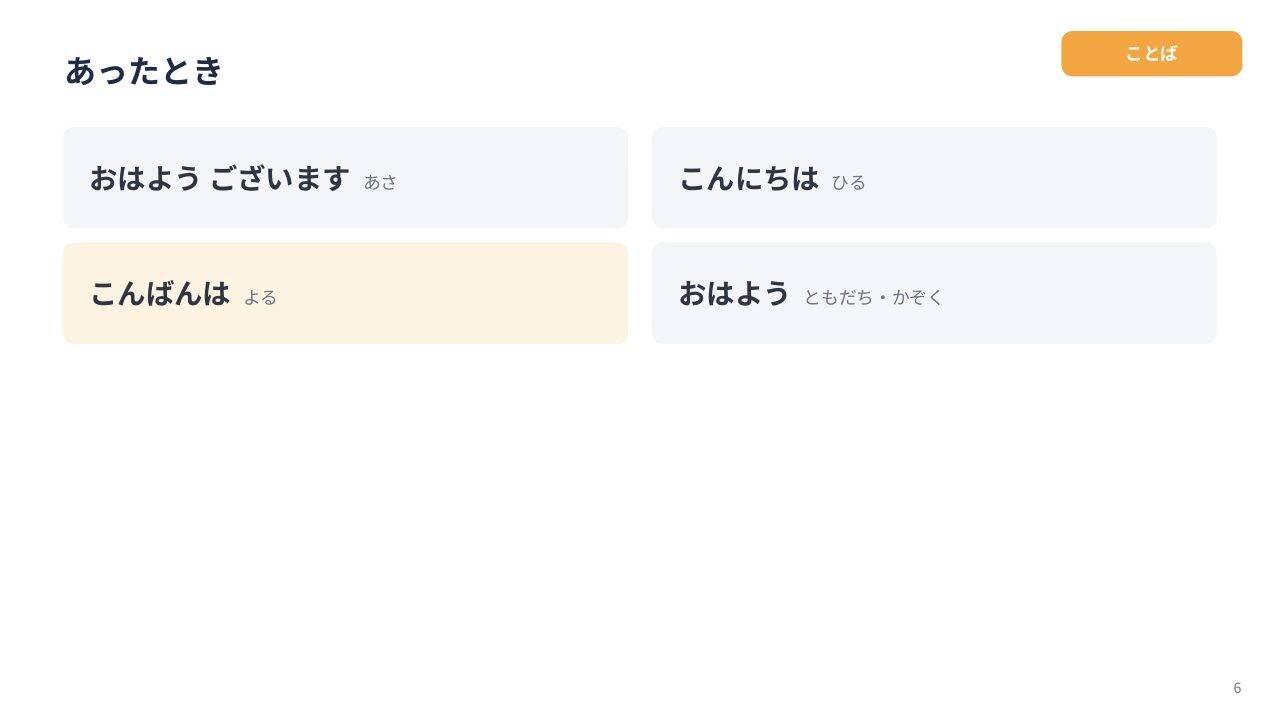 あったとき
ことば
おはよう ございます あさ
こんにちは ひる
こんばんは よる
おはよう ともだち・かぞく
6